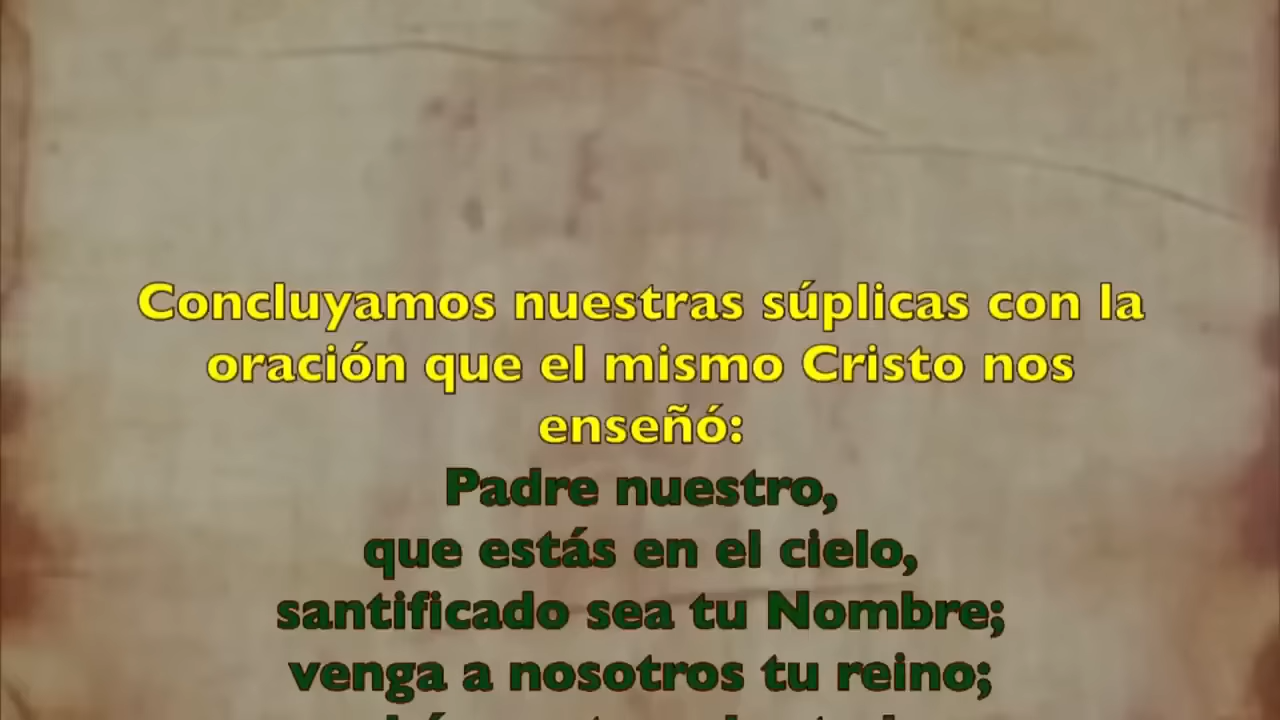 Concluyamos nuestras súplicas con la
oración que el mismo Cristo nos
enseñó:
Padre nuestro,
que estás en el cielo,
santificado sea tu Nombre;
venga a nosotros tu reino;